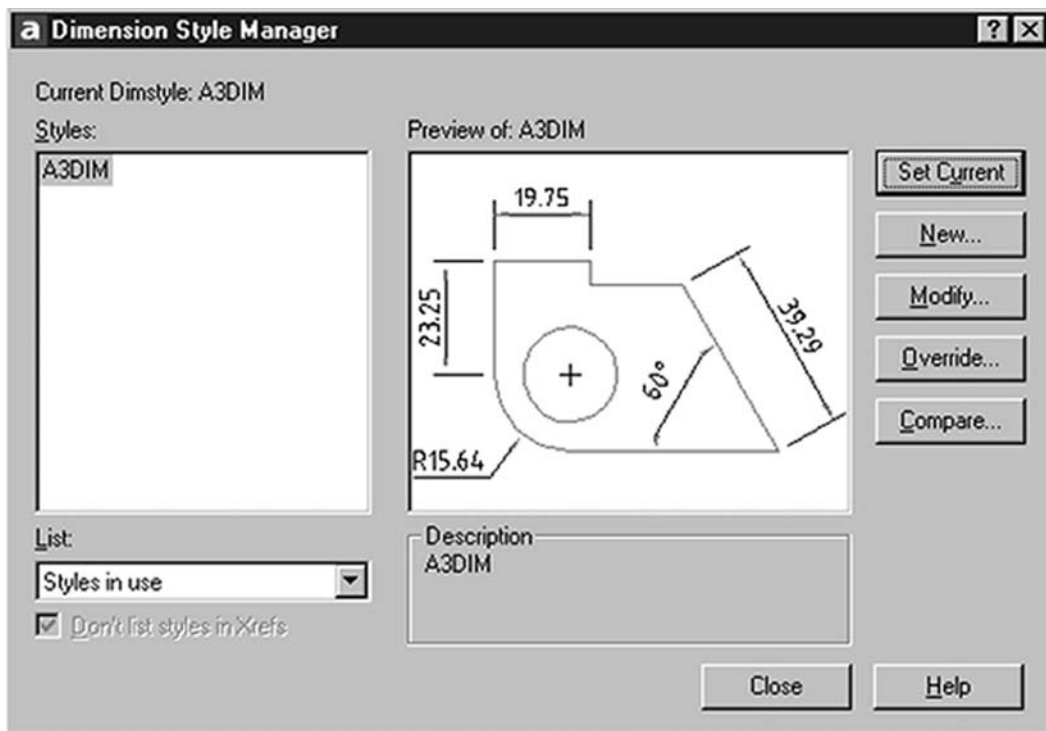 a Dimension Style Manager
? X
Current Dimstyle: A3DIM
Styles:
Preview of: A3DIM
A3DIM
19.75
23.25
39.29
60°
R15.64
Set Current
New...
Modify...
Override...
Compare...
List:
Styles in use
Don't list styles in Xrefs
Description
A3DIM
Close
Help